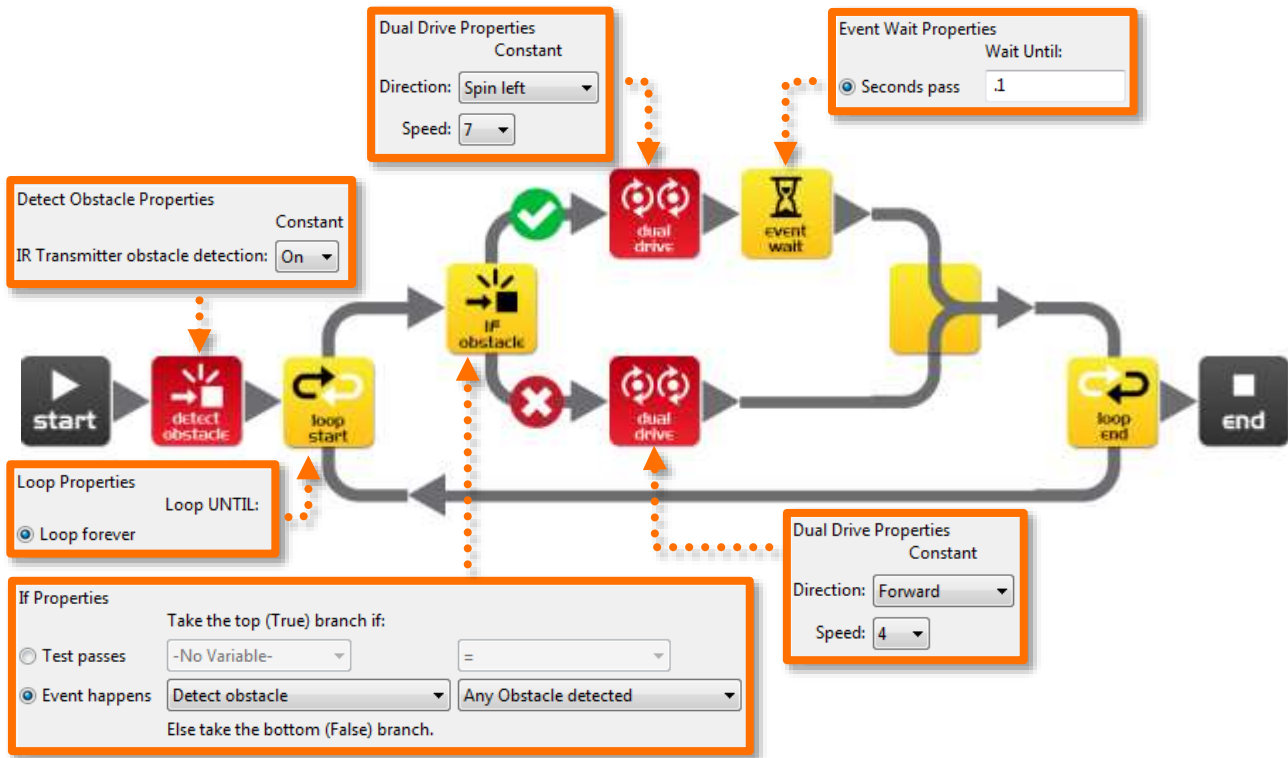 Dual Drive Properties
Constant
Direction: Spin left
Speed: 7
Event Wait Properties
Wait Until:
Seconds pass .1
Detect Obstacle Properties
Constant
IR Transmitter obstacle detection: On
dual
drive
event
wait
IF
obstacle
start
detect
obstacle
loop
start
dual
drive
loop
end
end
Loop Properties
Loop UNTIL:
Loop forever
Dual Drive Properties
Constant
Direction: Forward
Speed: 4
If Properties
Take the top (True) branch if:
Test passes -No Variable- =
Event happens Detect obstacle Any Obstacle detected
Else take the bottom (False) branch.